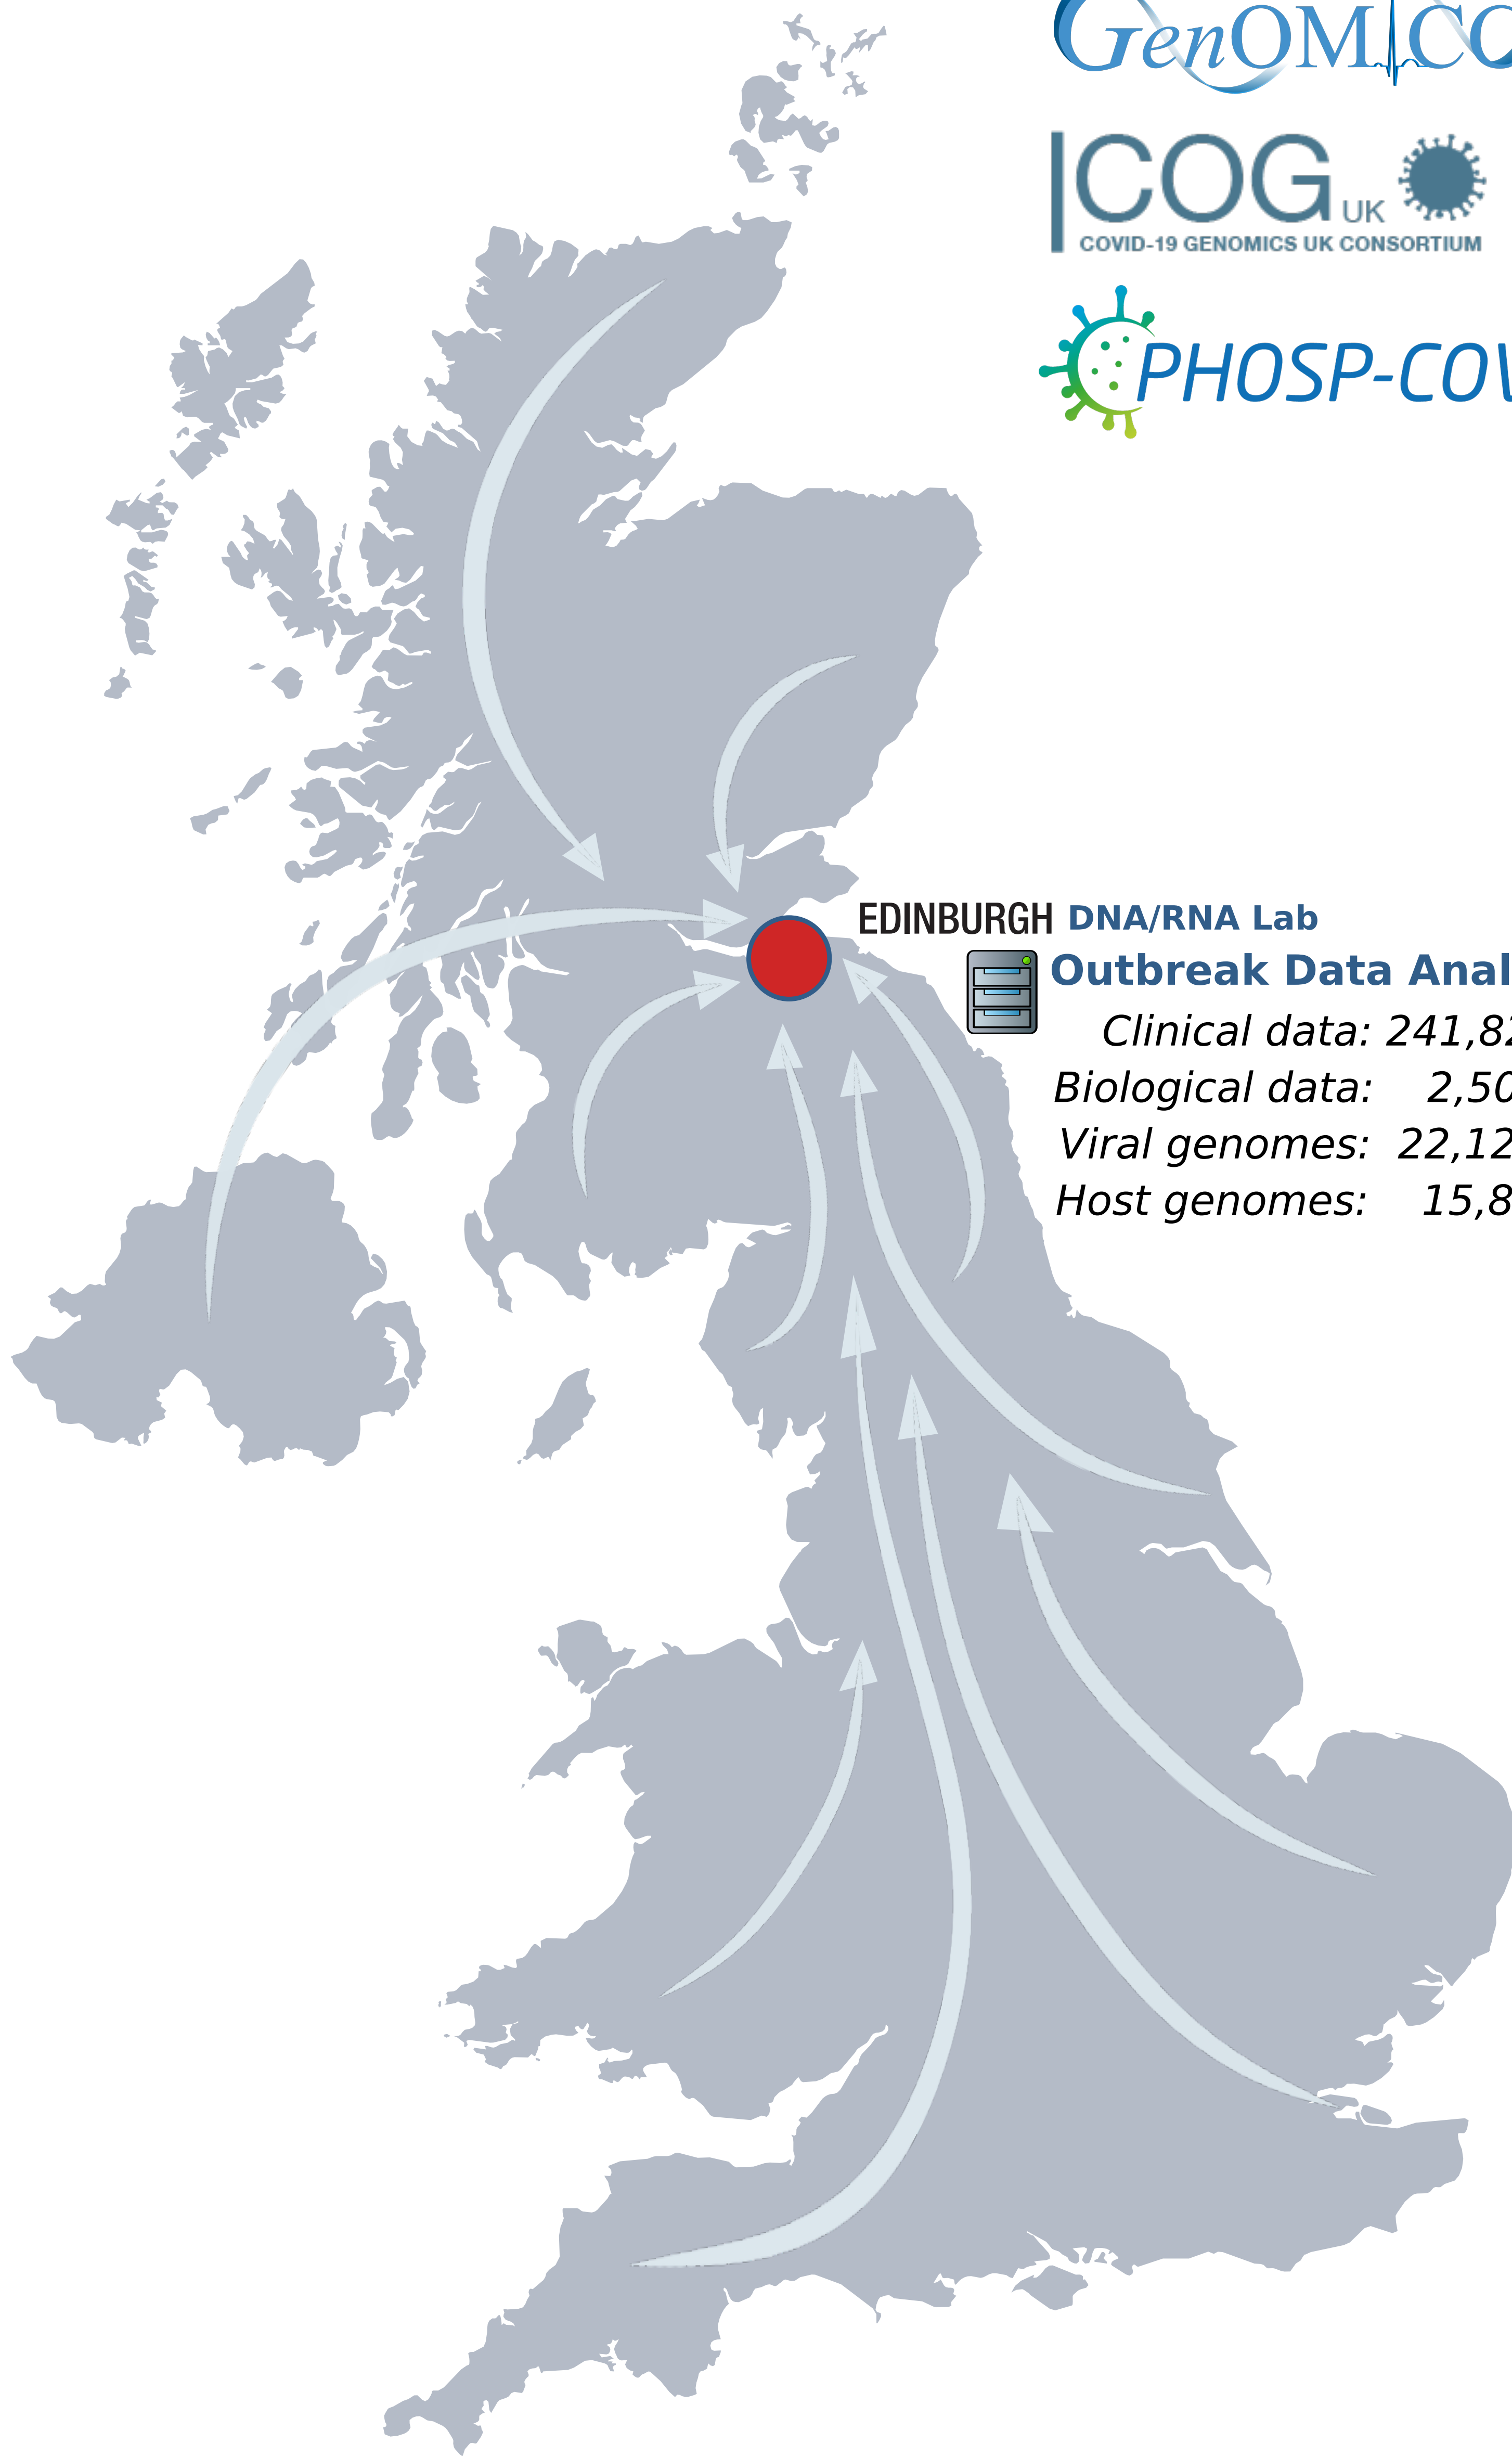 GenOMICC
COG UK
COVID-19 GENOMICS UK CONSORTIUM
PHOSP-COV
EDINBURGH DNA/RNA Lab
Outbreak Data Anal
Clinical data: 241,82
Biological data: 2,50
Viral genomes: 22,12
Host genomes: 15,8